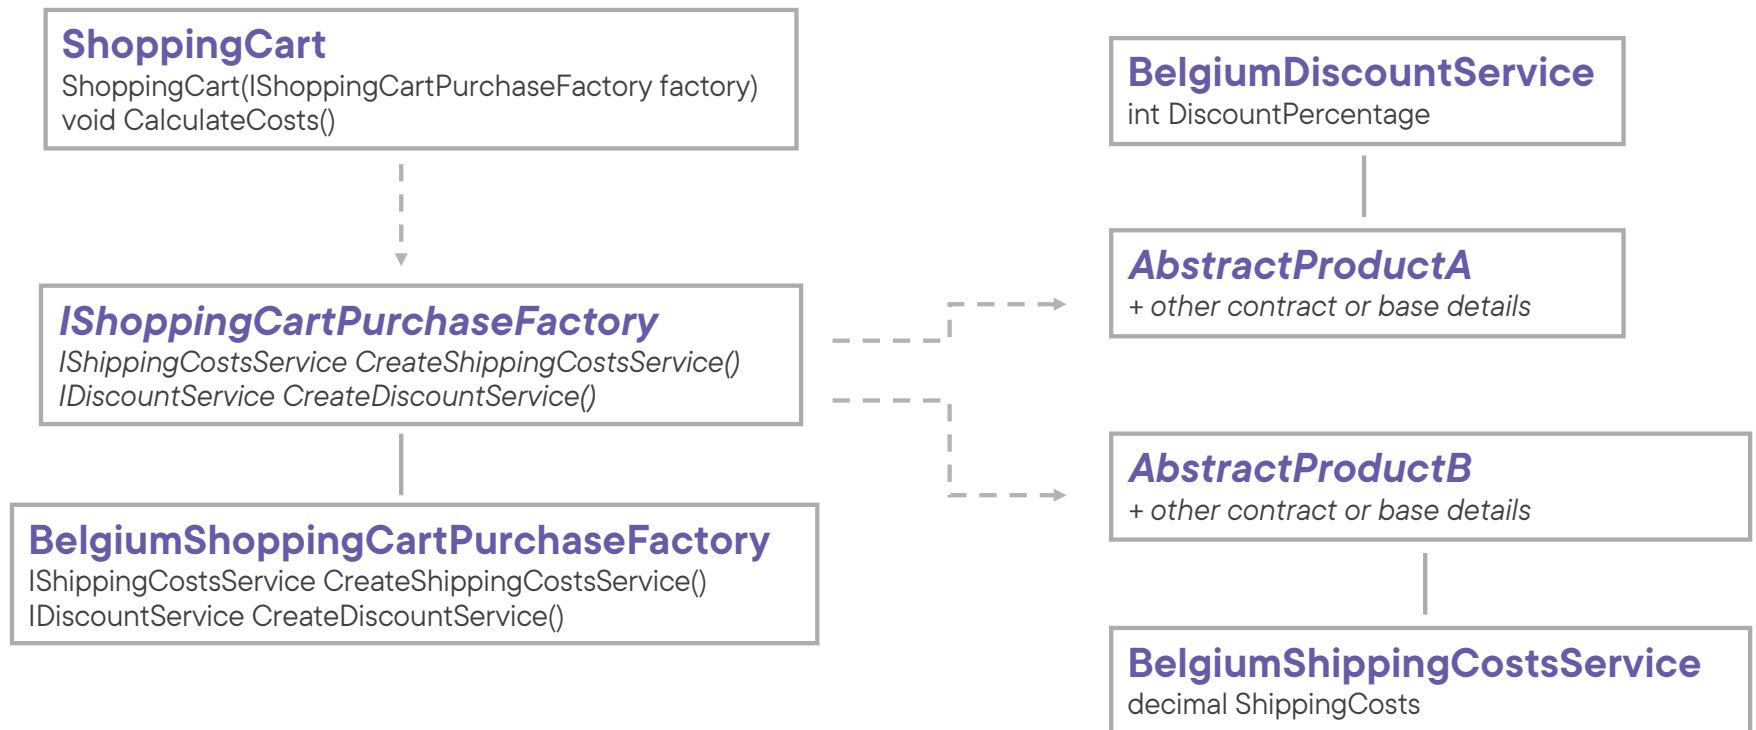 ShoppingCart
ShoppingCart(IShoppingCartPurchaseFactory factory)
void CalculateCosts()
IShoppingCartPurchaseFactory
IShippingCostsService CreateShippingCostsService()
IDiscountService CreateDiscountService()
BelgiumShoppingCartPurchaseFactory
IShippingCostsService CreateShippingCostsService()
IDiscountService CreateDiscountService()
BelgiumDiscountService
int DiscountPercentage
AbstractProductA
+ other contract or base details
AbstractProductB
+ other contract or base details
BelgiumShippingCostsService
decimal ShippingCosts